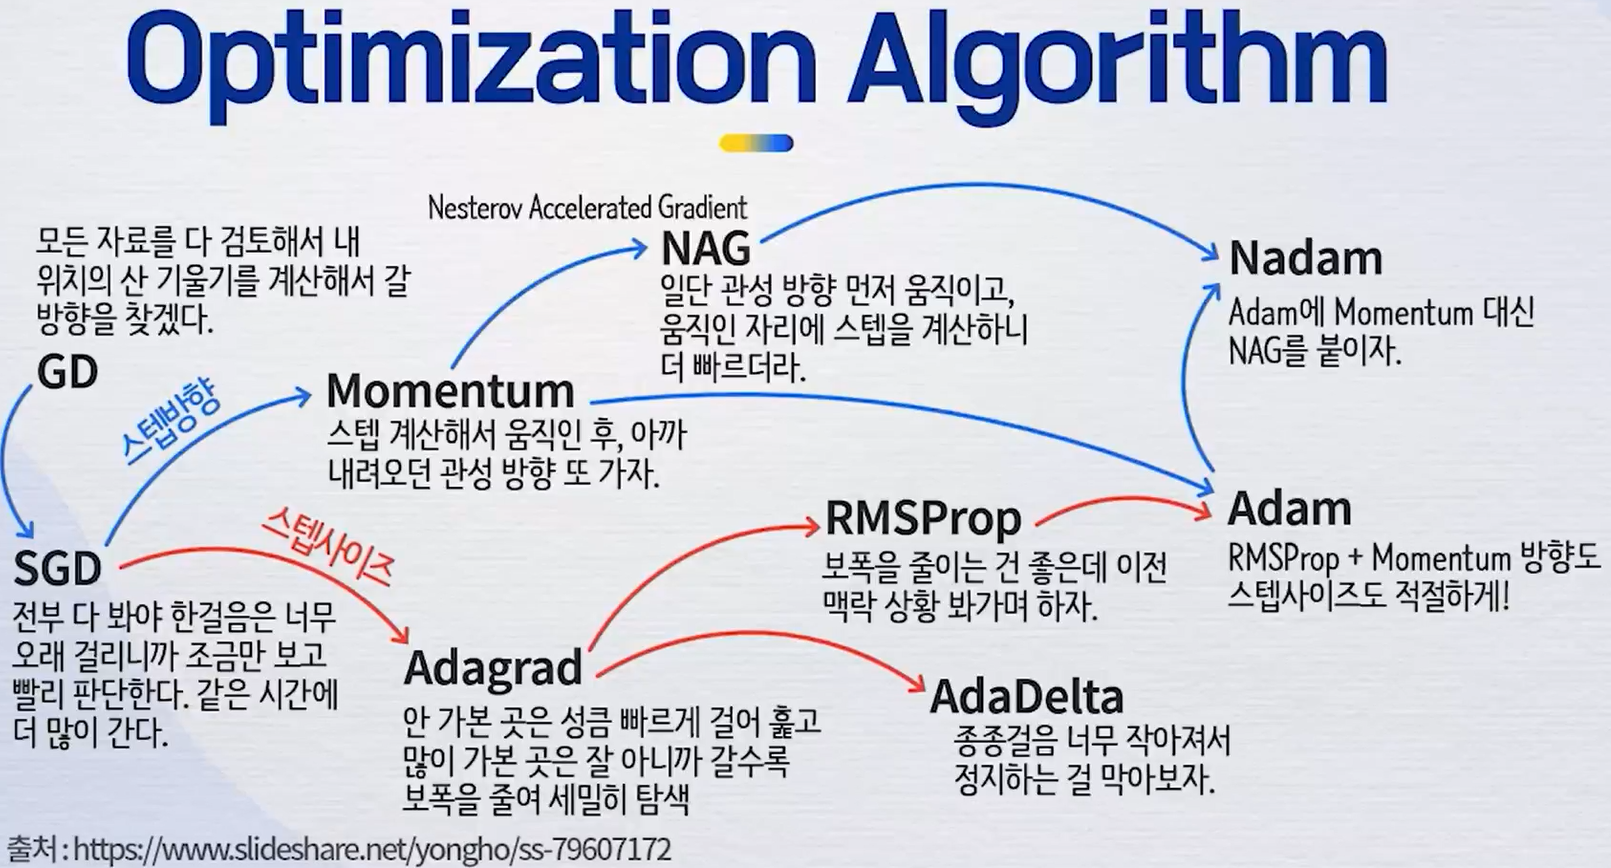 Optimization Algorithm
모든 자료를 다 검토해서 내
위치의 산 기울기를 계산해서 갈
방향을 찾겠다.
GD
스텝방향
SGD
전부 다 봐야 한걸음은 너무
오래 걸리니까 조금만 보고
빨리 판단한다. 같은 시간에
더 많이 간다.
Momentum
스텝 계산해서 움직인 후, 아까
내려오던 관성 방향 또 가자.
Nesterov Accelerated Gradient
NAG
일단 관성 방향 먼저 움직이고,
움직인 자리에 스텝을 계산하니
더 빠르더라.
Nadam
Adam에 Momentum 대신
NAG를 붙이자.
스텝사이즈
Adagrad
안 가본 곳은 성큼 빠르게 걸어 훑고
많이 가본 곳은 잘 아니까 갈수록
보폭을 줄여 세밀히 탐색
RMSProp
보폭을 줄이는 건 좋은데 이전
맥락 상황 봐가며 하자.
AdaDelta
종종걸음 너무 작아져서
정지하는 걸 막아보자.
Adam
RMSProp + Momentum 방향도
스텝사이즈도 적절하게!
출처 : https://www.slideshare.net/yongho/ss-79607172